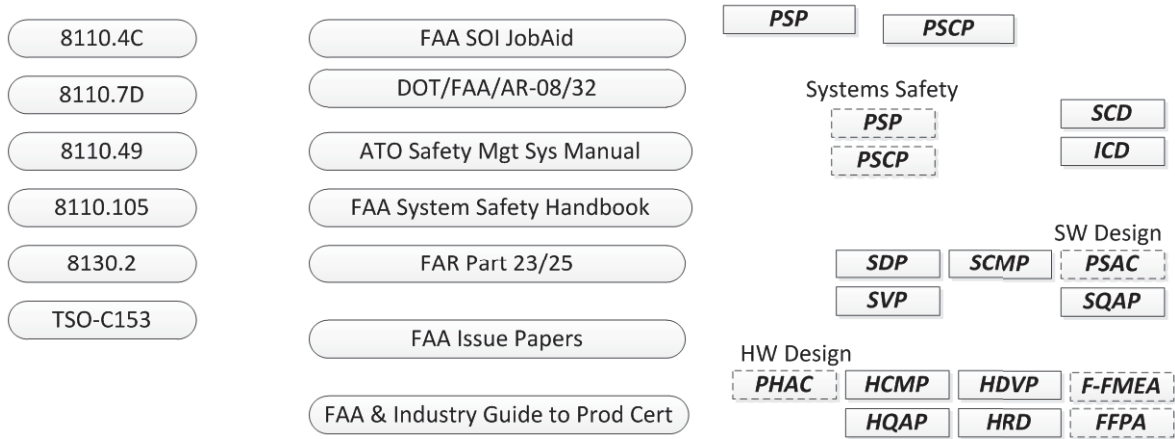 8110.4C
8110.7D
8110.49
8110.105
8130.2
TSO-C153
FAA SOI JobAid
DOT/FAA/AR-08/32
ATO Safety Mgt Sys Manual
FAA System Safety Handbook
FAR Part 23/25
FAA Issue Papers
FAA & Industry Guide to Prod Cert
PSP
PSCP
Systems Safety
PSP
PSCP
SCD
ICD
SW Design
SDP SCMP PSAC
SVP SQAP
HW Design
PHAC HCMP HDVP F-FMEA
HQAP HRD FFPA